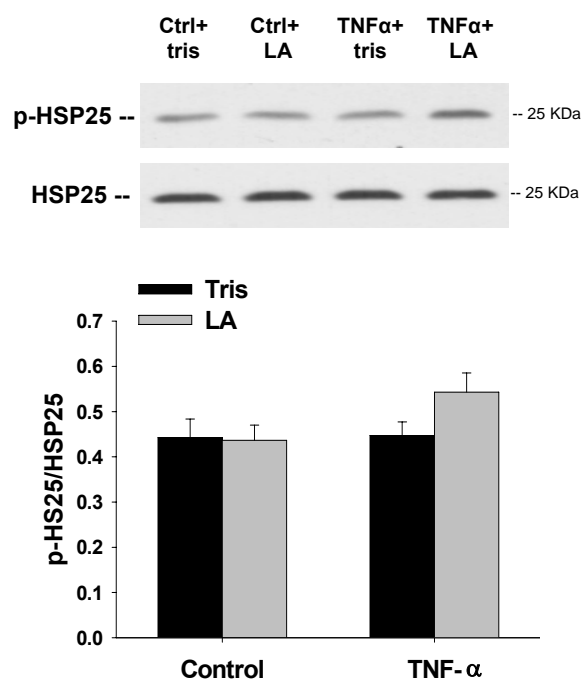 Ctrl+ Ctrl+ TNFα+ TNFα+
tris LA tris LA
p-HSP25 -- -- 25 KDa
HSP25 -- -- 25 KDa
Tris
LA
0.7
0.6
0.5
0.4
0.3
0.2
0.1
0.0
p-HS25/HSP25
Control TNF-α